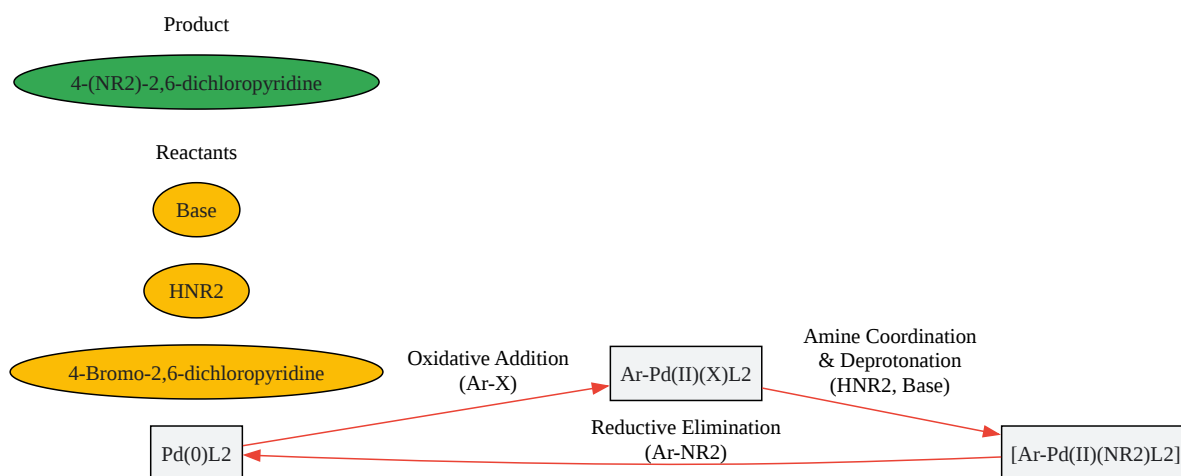 Product
4-(NR2)-2,6-dichloropyridine
Reactants
Base
HNR2
4-Bromo-2,6-dichloropyridine
Oxidative Addition
(Ar-X)
Ar-Pd(II)(X)L2
Amine Coordination
& Deprotonation
(HNR2, Base)
Pd(0)L2
Reductive Elimination
(Ar-NR2)
[Ar-Pd(II)(NR2)L2]